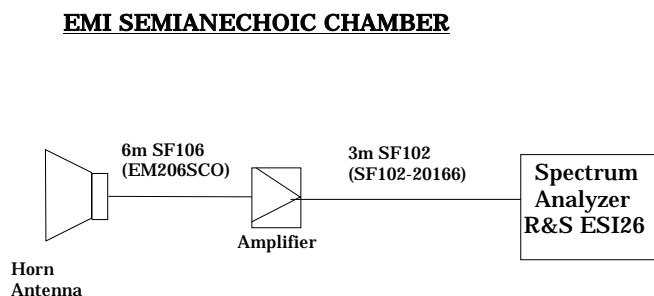 EMI SEMIANECHOIC CHAMBER
6m SF106
(EM206SCO)
3m SF102
(SF102-20166)
Spectrum
Analyzer
R&S ESI26
Amplifier
Horn
Antenna